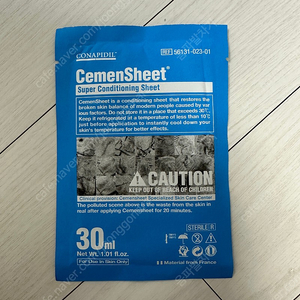 CONAPIDIL
REF 56131-023-01
CemenSheet®
Super Conditioning Sheet
CemenSheet is a conditioning sheet that restores the
broken skin balance of modern people caused by var
ious factors. Do not store it in a place that exceeds 30℃.
Keep it refrigerated at a temperature of less than 10℃
just before application to instantly cool down your
skin's temperature for better effects.
CAUTION
KEEP OUT OF REACH OF CHILDREN
Clinical provision: Cemensheet Specialized Skin Care Center
The polluted scene above is the waste from the skin in
real after applying Cemensheet for 20 minutes.
STERILE R
30ml
Net Wt. 1.01 fl.oz.
For Use in Skin Only
Material from France